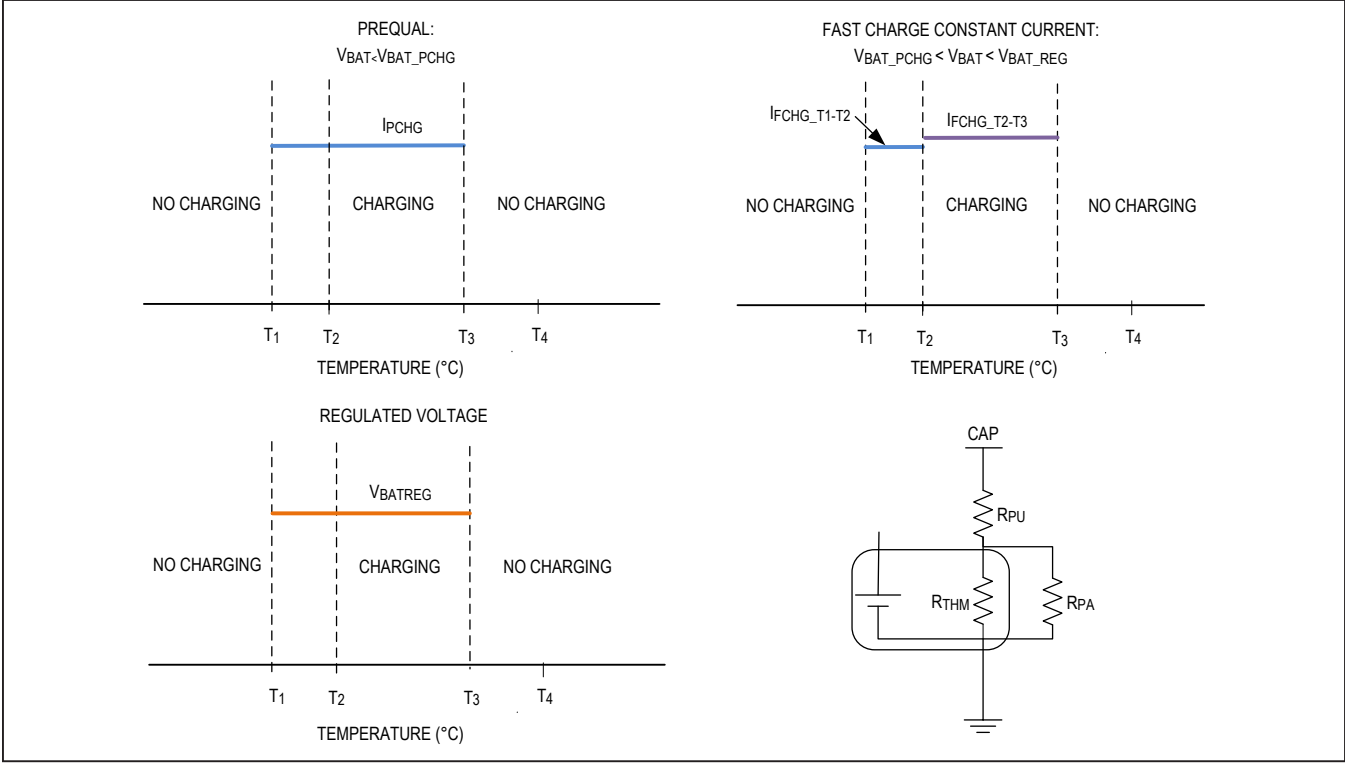 PREQUAL:
VBAT<VBAT_PCHG
IPCHG
NO CHARGING
CHARGING
NO CHARGING
T1
T2
T3
T4
TEMPERATURE (°C)
FAST CHARGE CONSTANT CURRENT:
VBAT_PCHG < VBAT < VBAT_REG
IFCHG_T1-T2
IFCHG_T2-T3
NO CHARGING
CHARGING
NO CHARGING
T1
T2
T3
T4
TEMPERATURE (°C)
REGULATED VOLTAGE
VBATREG
NO CHARGING
CHARGING
NO CHARGING
T1
T2
T3
T4
TEMPERATURE (°C)
CAP
RPU
RTHM
RPA